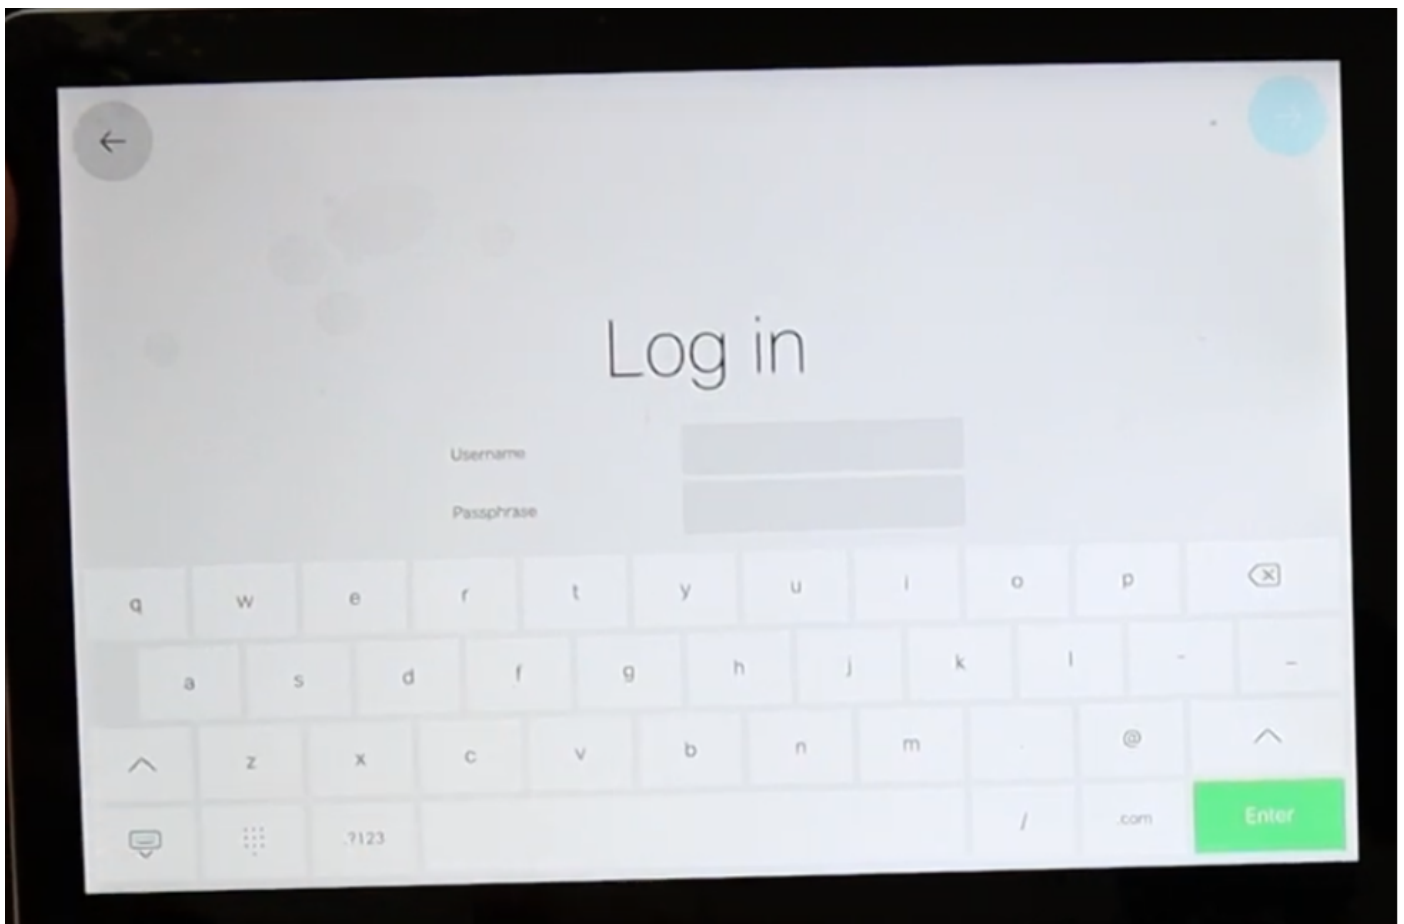 Log in
Username
Passphrase
q w e r t y u i o p
a s d f g h j k l - _
z x c v b n m . @
.?123 / .com Enter